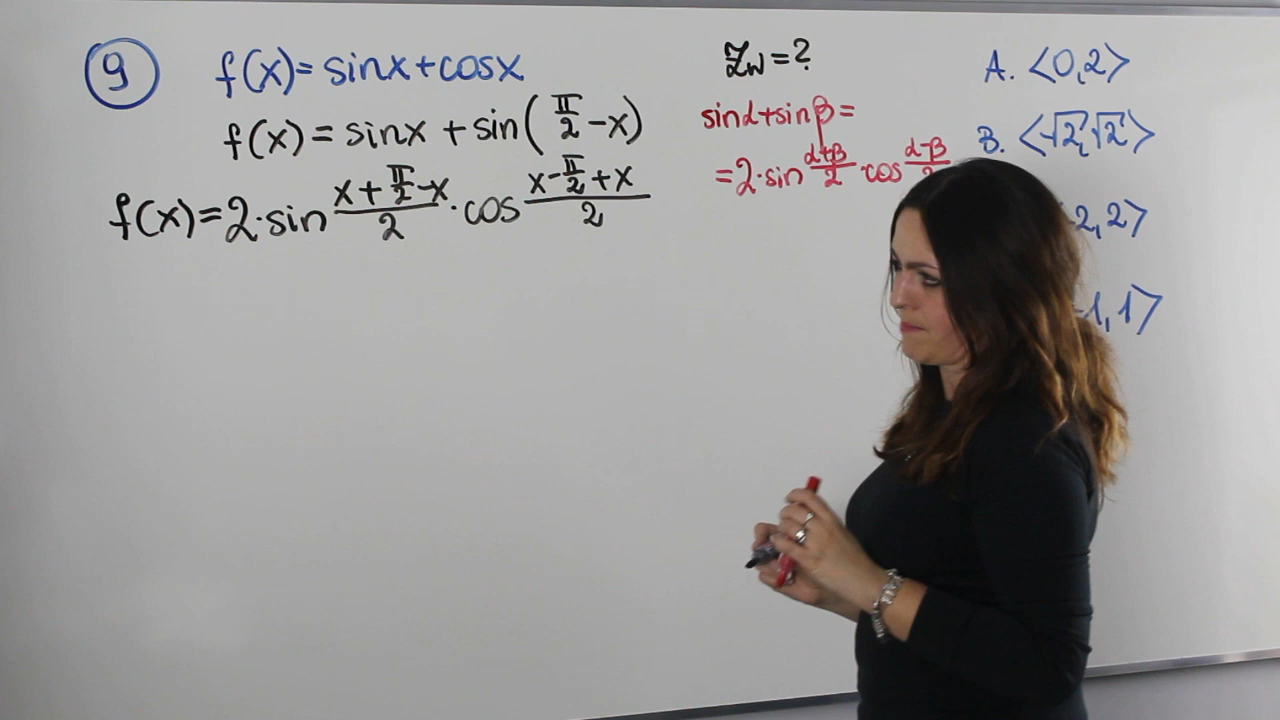 9 f(x) = sinx + cosx
f(x) = sinx + sin(π/2 - x)
f(x) = 2·sin (x + π/2 - x)/2 · cos (x - π/2 + x)/2
Zw = ?
sinα + sinβ =
= 2·sin (α+β)/2 · cos (α-β)/2
A. <0,2>
B. <√2,√2>
-2, 2>
-1, 1>